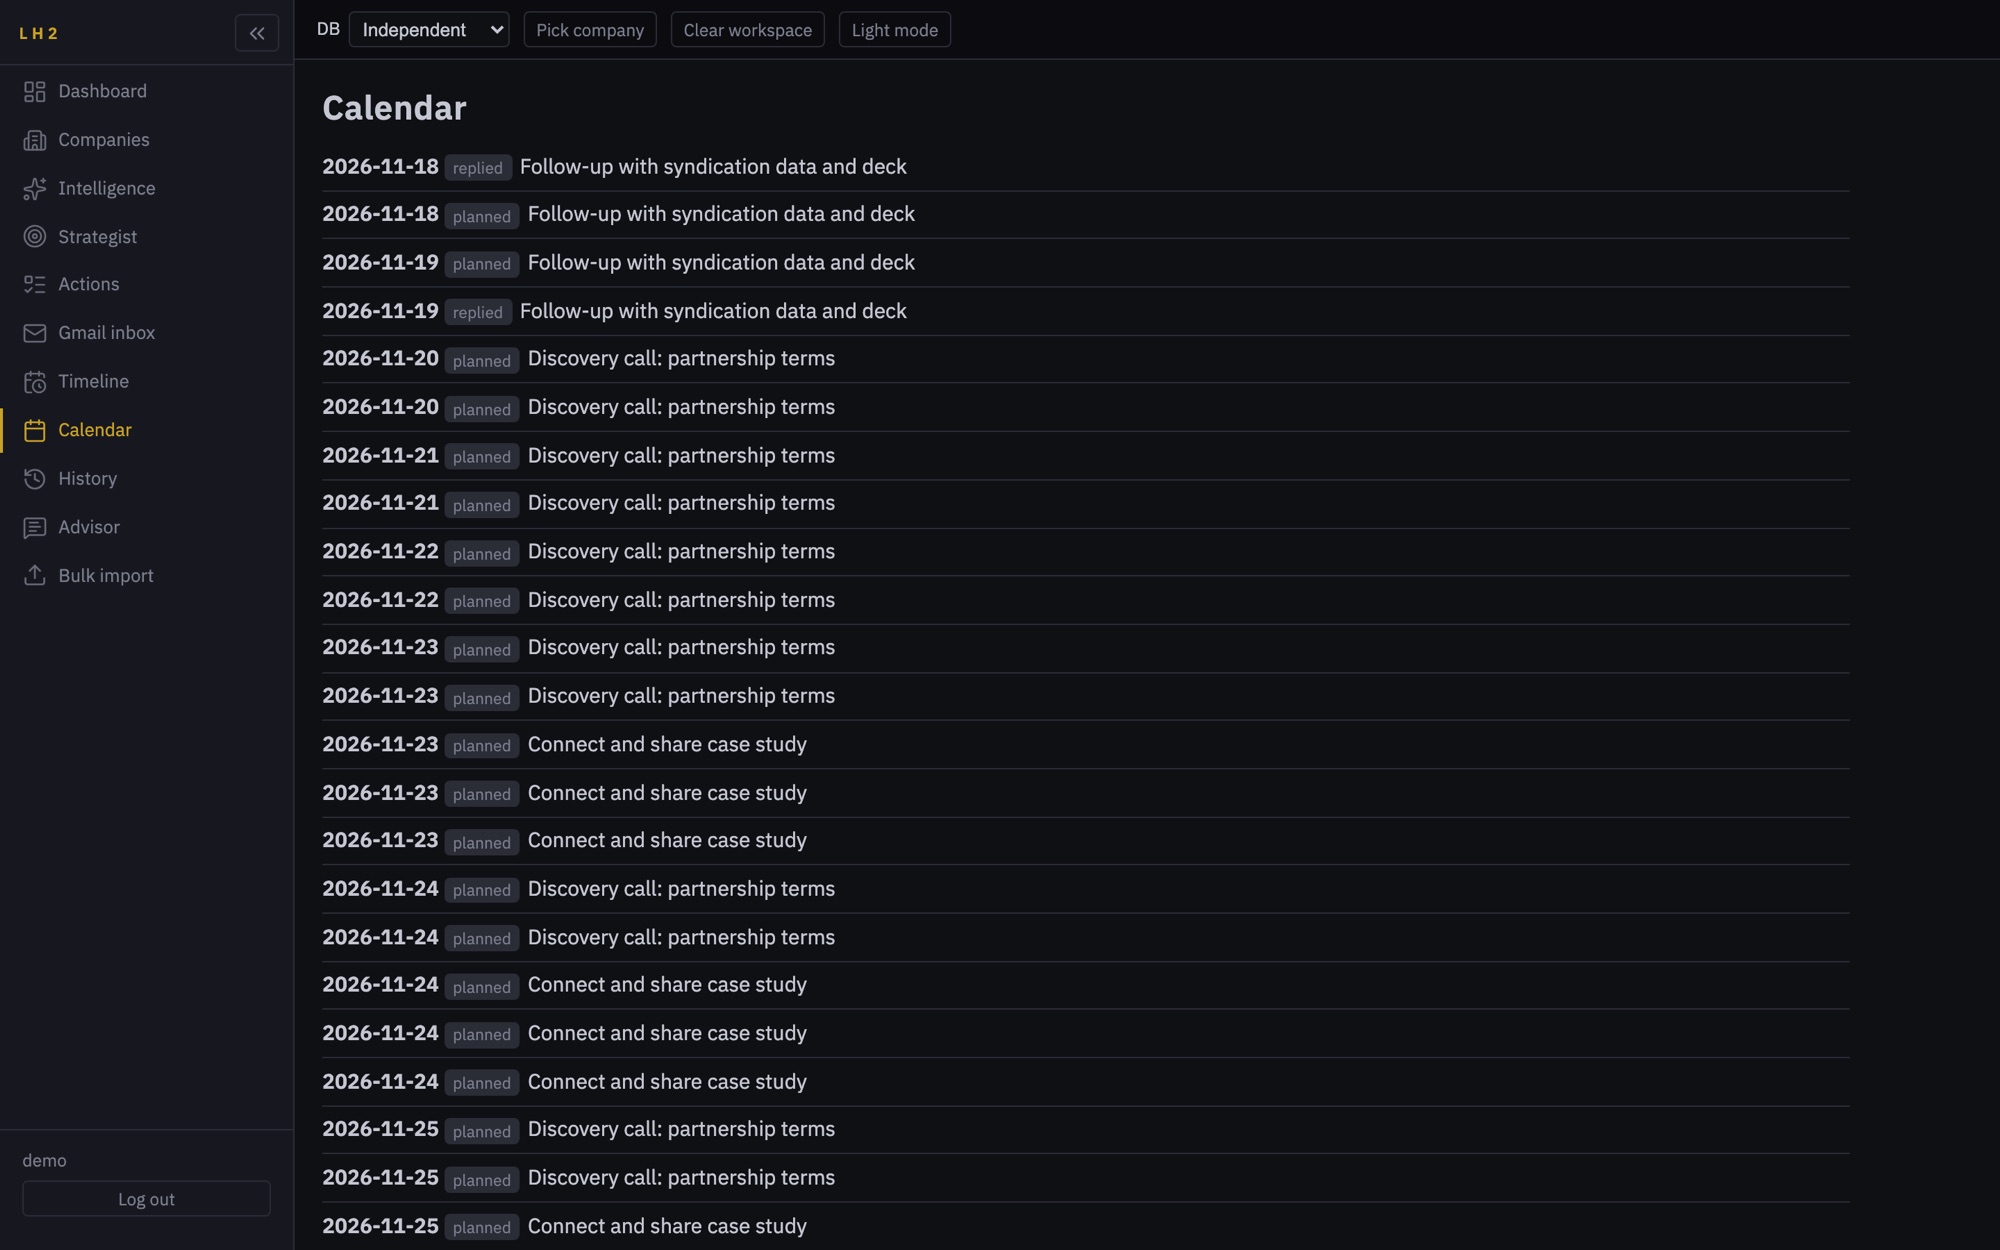 LH2
Dashboard
Companies
Intelligence
Strategist
Actions
Gmail inbox
Timeline
Calendar
History
Advisor
Bulk import
demo
Log out
DB Independent Pick company Clear workspace Light mode
Calendar
2026-11-18 replied Follow-up with syndication data and deck
2026-11-18 planned Follow-up with syndication data and deck
2026-11-19 planned Follow-up with syndication data and deck
2026-11-19 replied Follow-up with syndication data and deck
2026-11-20 planned Discovery call: partnership terms
2026-11-20 planned Discovery call: partnership terms
2026-11-21 planned Discovery call: partnership terms
2026-11-21 planned Discovery call: partnership terms
2026-11-22 planned Discovery call: partnership terms
2026-11-22 planned Discovery call: partnership terms
2026-11-23 planned Discovery call: partnership terms
2026-11-23 planned Discovery call: partnership terms
2026-11-23 planned Connect and share case study
2026-11-23 planned Connect and share case study
2026-11-23 planned Connect and share case study
2026-11-24 planned Discovery call: partnership terms
2026-11-24 planned Discovery call: partnership terms
2026-11-24 planned Connect and share case study
2026-11-24 planned Connect and share case study
2026-11-24 planned Connect and share case study
2026-11-25 planned Discovery call: partnership terms
2026-11-25 planned Discovery call: partnership terms
2026-11-25 planned Connect and share case study